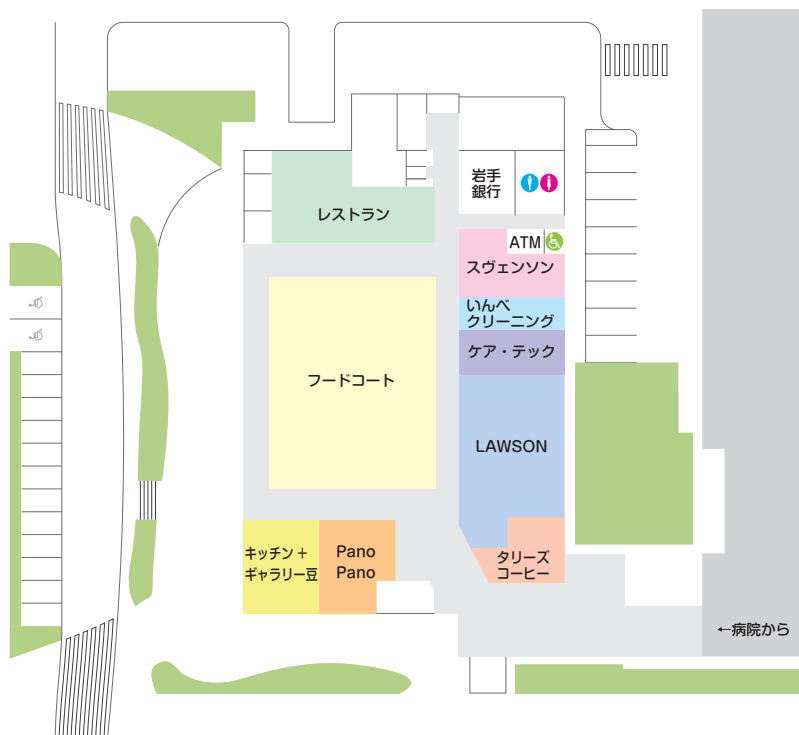 岩手
銀行
レストラン
ATM
スヴェンソン
いんべ
クリーニング
ケア・テック
フードコート
LAWSON
キッチン＋
ギャラリー豆
Pano
Pano
タリーズ
コーヒー
←病院から